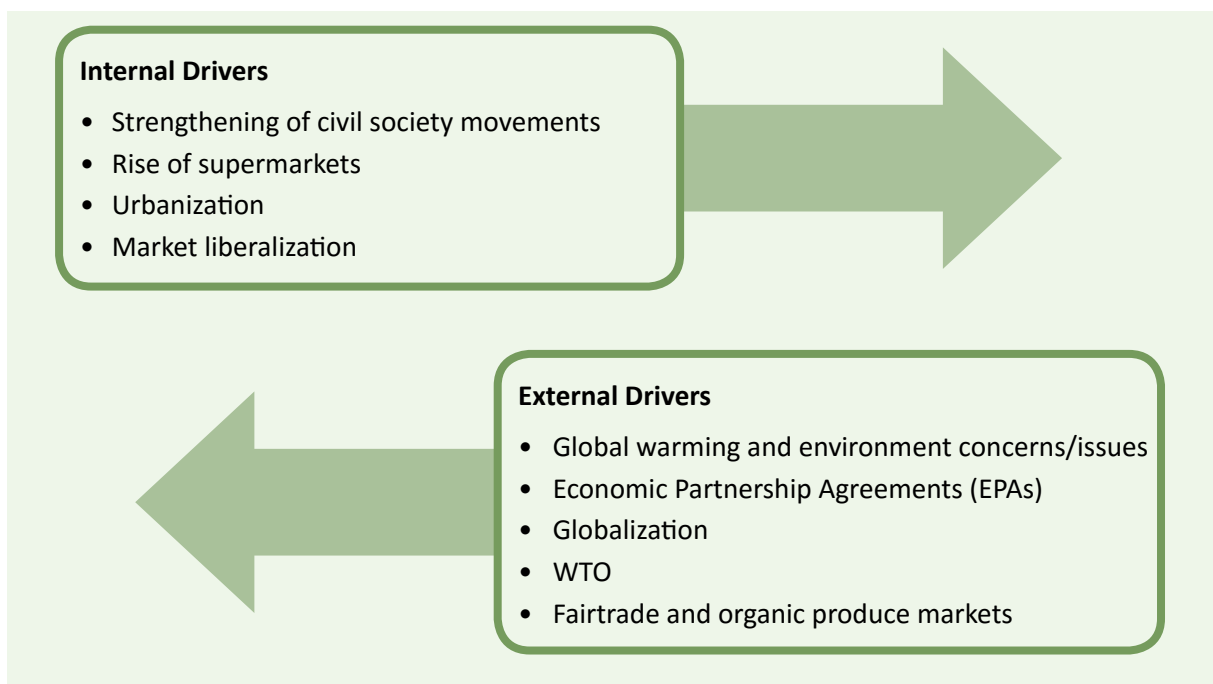 Internal Drivers
• Strengthening of civil society movements
• Rise of supermarkets
• Urbanization
• Market liberalization
External Drivers
• Global warming and environment concerns/issues
• Economic Partnership Agreements (EPAs)
• Globalization
• WTO
• Fairtrade and organic produce markets